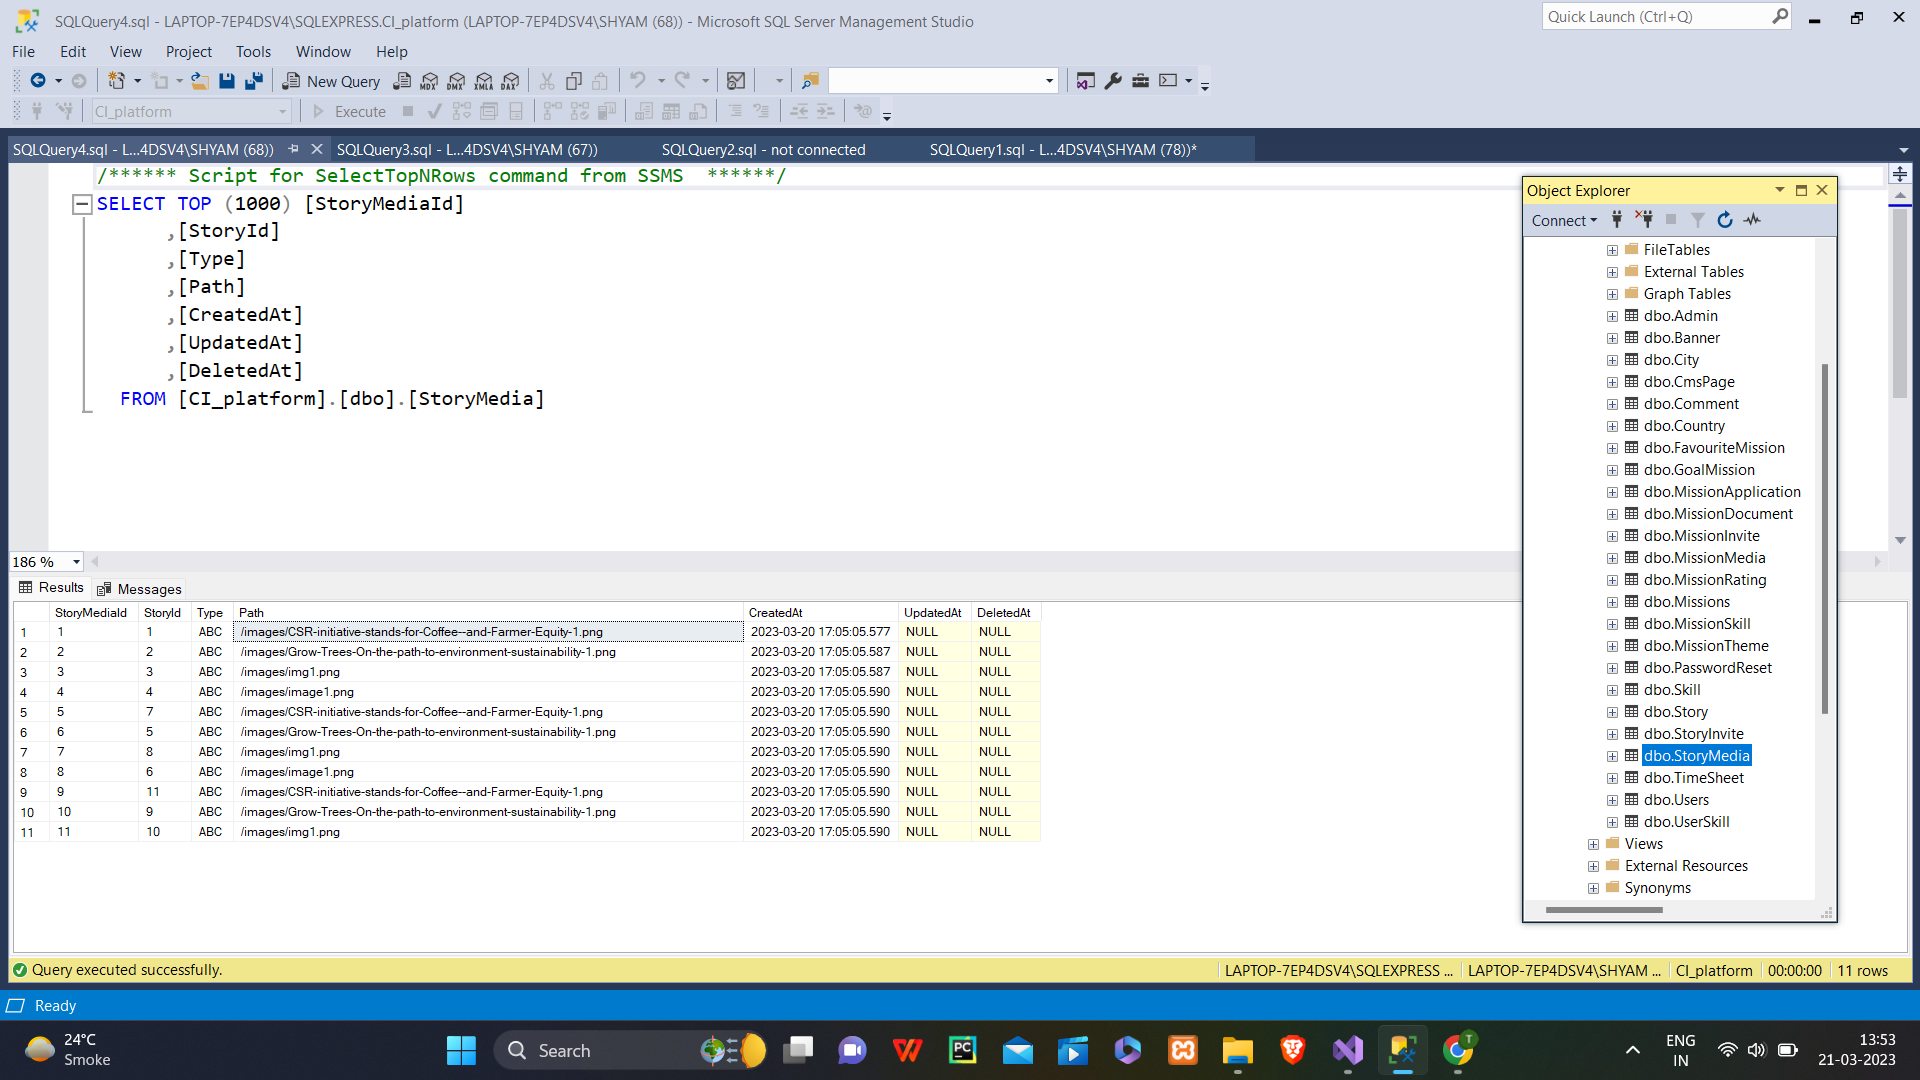 SQLQuery4.sql - LAPTOP-7EP4DSV4\SQLEXPRESS.CI_platform (LAPTOP-7EP4DSV4\SHYAM (68)) - Microsoft SQL Server Management Studio
Quick Launch (Ctrl+Q)
File Edit View Project Tools Window Help
New Query MDX DMX XMLA DAX
CI_platform Execute
SQLQuery4.sql - L...4DSV4\SHYAM (68)) SQLQuery3.sql - L...4DSV4\SHYAM (67)) SQLQuery2.sql - not connected SQLQuery1.sql - L...4DSV4\SHYAM (78))*
/****** Script for SelectTopNRows command from SSMS ******/
SELECT TOP (1000) [StoryMediaId]
,[StoryId]
,[Type]
,[Path]
,[CreatedAt]
,[UpdatedAt]
,[DeletedAt]
FROM [CI_platform].[dbo].[StoryMedia]
186 %
Results Messages
StoryMediaId StoryId Type Path CreatedAt UpdatedAt DeletedAt
1 1 1 ABC /images/CSR-initiative-stands-for-Coffee--and-Farmer-Equity-1.png 2023-03-20 17:05:05.577 NULL NULL
2 2 2 ABC /images/Grow-Trees-On-the-path-to-environment-sustainability-1.png 2023-03-20 17:05:05.587 NULL NULL
3 3 3 ABC /images/img1.png 2023-03-20 17:05:05.587 NULL NULL
4 4 4 ABC /images/image1.png 2023-03-20 17:05:05.590 NULL NULL
5 5 7 ABC /images/CSR-initiative-stands-for-Coffee--and-Farmer-Equity-1.png 2023-03-20 17:05:05.590 NULL NULL
6 6 5 ABC /images/Grow-Trees-On-the-path-to-environment-sustainability-1.png 2023-03-20 17:05:05.590 NULL NULL
7 7 8 ABC /images/img1.png 2023-03-20 17:05:05.590 NULL NULL
8 8 6 ABC /images/image1.png 2023-03-20 17:05:05.590 NULL NULL
9 9 11 ABC /images/CSR-initiative-stands-for-Coffee--and-Farmer-Equity-1.png 2023-03-20 17:05:05.590 NULL NULL
10 10 9 ABC /images/Grow-Trees-On-the-path-to-environment-sustainability-1.png 2023-03-20 17:05:05.590 NULL NULL
11 11 10 ABC /images/img1.png 2023-03-20 17:05:05.590 NULL NULL
Object Explorer
Connect
FileTables
External Tables
Graph Tables
dbo.Admin
dbo.Banner
dbo.City
dbo.CmsPage
dbo.Comment
dbo.Country
dbo.FavouriteMission
dbo.GoalMission
dbo.MissionApplication
dbo.MissionDocument
dbo.MissionInvite
dbo.MissionMedia
dbo.MissionRating
dbo.Missions
dbo.MissionSkill
dbo.MissionTheme
dbo.PasswordReset
dbo.Skill
dbo.Story
dbo.StoryInvite
dbo.StoryMedia
dbo.TimeSheet
dbo.Users
dbo.UserSkill
Views
External Resources
Synonyms
Query executed successfully. LAPTOP-7EP4DSV4\SQLEXPRESS ... LAPTOP-7EP4DSV4\SHYAM ... CI_platform 00:00:00 11 rows
Ready
24°C
Smoke
Search
PC
T
ENG
IN
13:53
21-03-2023